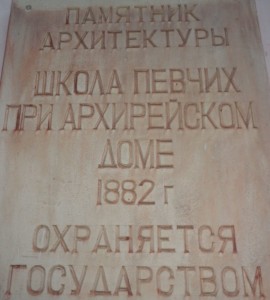 ПАМЯТНИК
АРХИТЕКТУРЫ
ШКОЛА ПЕВЧИХ
ПРИ АРХИРЕЙСКОМ
ДОМЕ
1882 г
ОХРАНЯЕТСЯ
ГОСУДАРСТВОМ